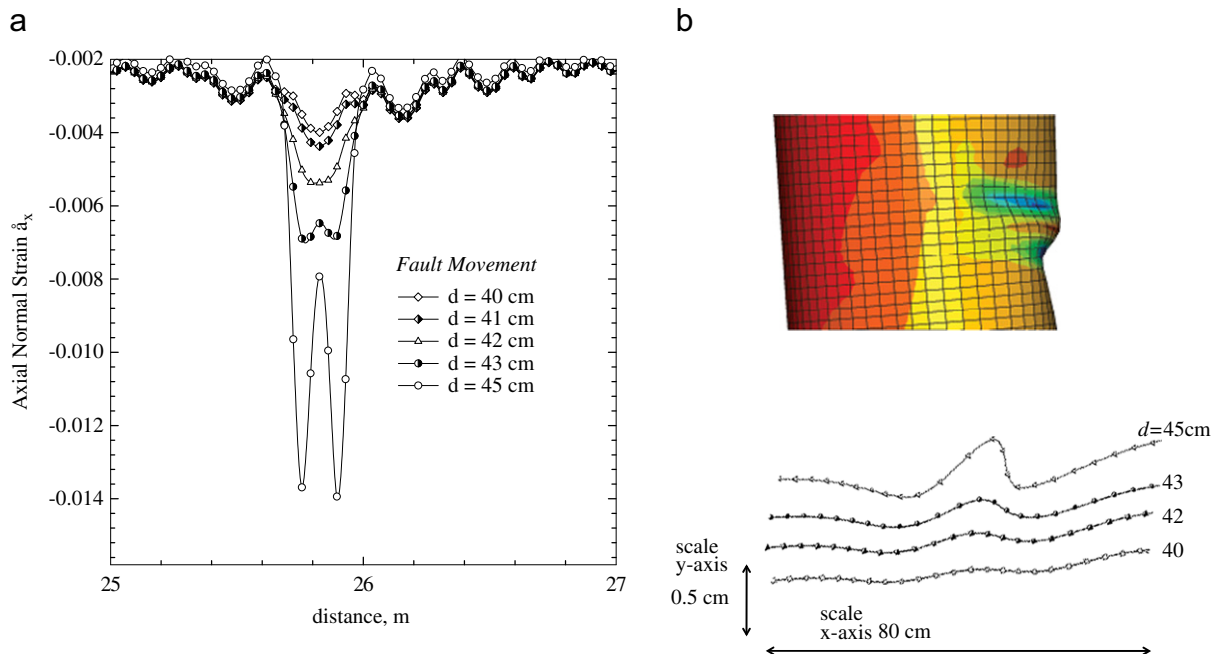 a
b
-0.002
-0.004
-0.006
-0.008
-0.010
-0.012
-0.014
Axial Normal Strain å_x
Fault Movement
d = 40 cm
d = 41 cm
d = 42 cm
d = 43 cm
d = 45 cm
25
26
27
distance, m
d=45cm
43
42
40
scale
y-axis
0.5 cm
scale
x-axis 80 cm